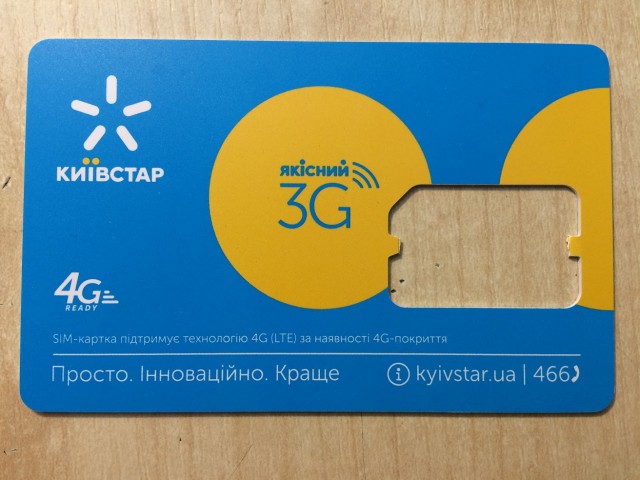 КИЇВСТАР
ЯКІСНИЙ
3G
4G
READY
SIM-картка підтримує технологію 4G (LTE) за наявності 4G-покриття
Просто. Інноваційно. Краще
kyivstar.ua | 466